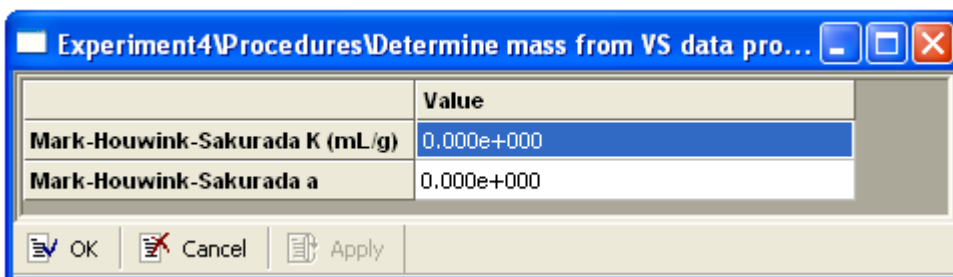 Experiment4\Procedures\Determine mass from VS data pro...
Value
Mark-Houwink-Sakurada K (mL/g) 0.000e+000
Mark-Houwink-Sakurada a 0.000e+000
OK Cancel Apply